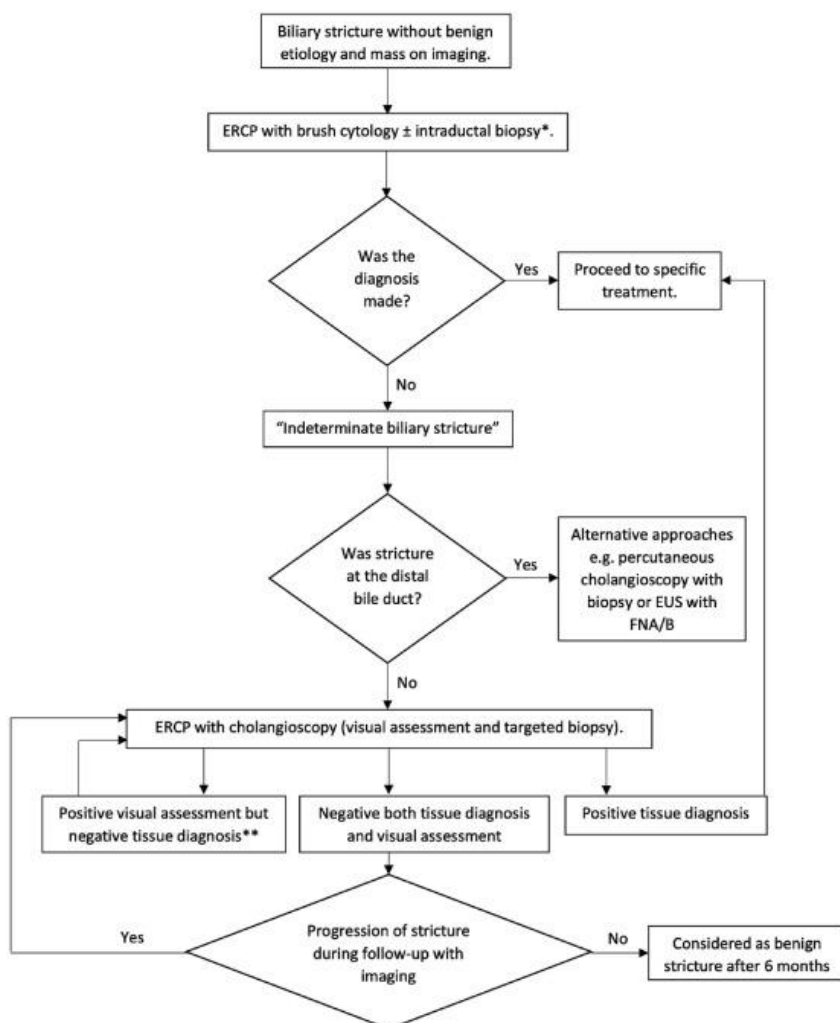 Biliary stricture without benign
etiology and mass on imaging.
ERCP with brush cytology ± intraductal biopsy*.
Was the
diagnosis
made?
Yes
Proceed to specific
treatment.
No
“Indeterminate biliary stricture”
Was stricture
at the distal
bile duct?
Yes
Alternative approaches
e.g. percutaneous
cholangioscopy with
biopsy or EUS with
FNA/B
No
ERCP with cholangioscopy (visual assessment and targeted biopsy).
Positive visual assessment but
negative tissue diagnosis**
Negative both tissue diagnosis
and visual assessment
Positive tissue diagnosis
Yes
Progression of stricture
during follow-up with
imaging
No
Considered as benign
stricture after 6 months